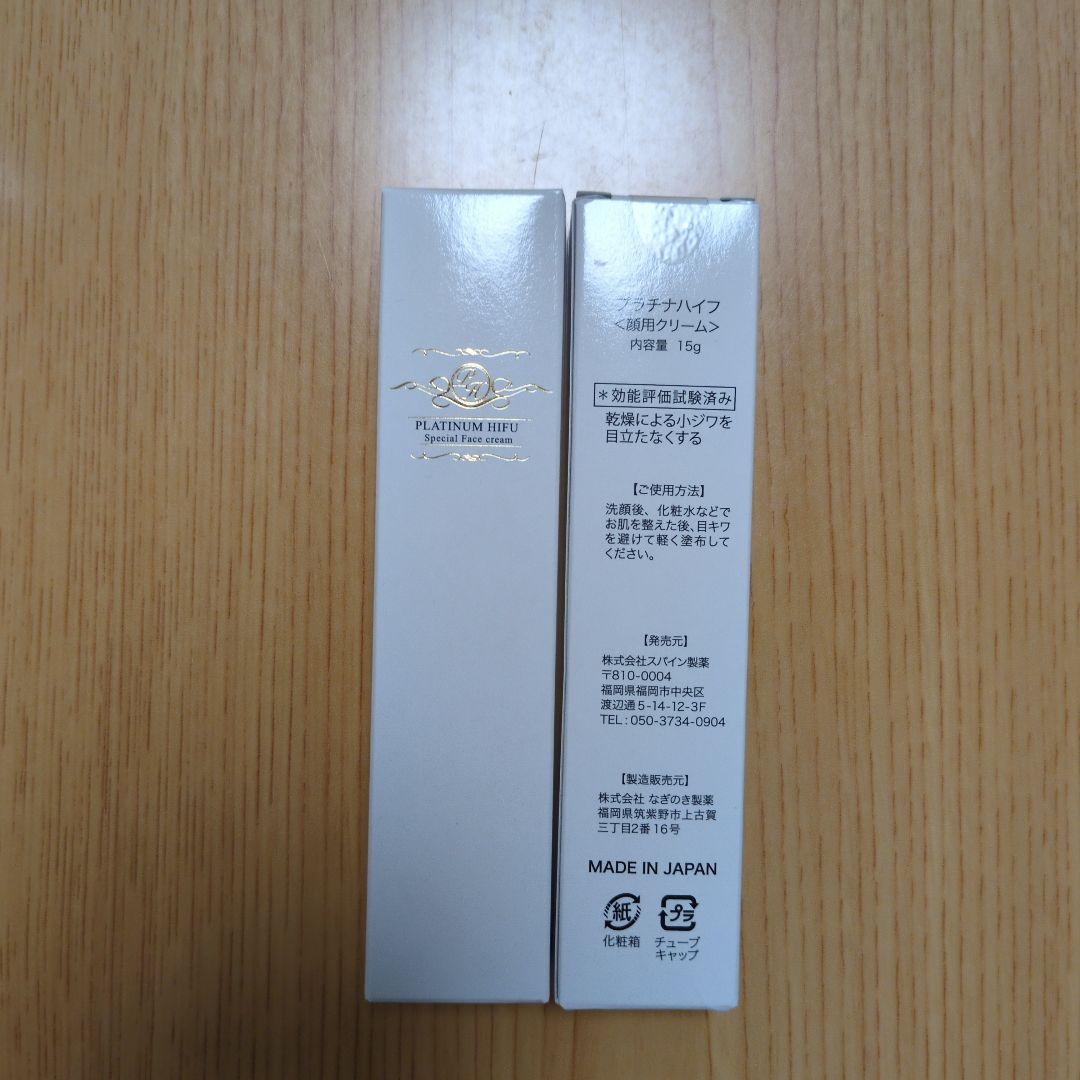 PH
PLATINUM HIFU
Special Face cream
プラチナハイフ
<顔用クリーム>
内容量 15g
＊効能評価試験済み
乾燥による小ジワを
目立たなくする
【ご使用方法】
洗顔後、化粧水などで
お肌を整えた後、目キワ
を避けて軽く塗布して
ください。
【発売元】
株式会社スパイン製薬
〒810-0004
福岡県福岡市中央区
渡辺通5-14-12-3F
TEL：050-3734-0904
【製造販売元】
株式会社 なぎのき製薬
福岡県筑紫野市上古賀
三丁目2番16号
MADE IN JAPAN
紙 プラ
化粧箱 チューブ
キャップ